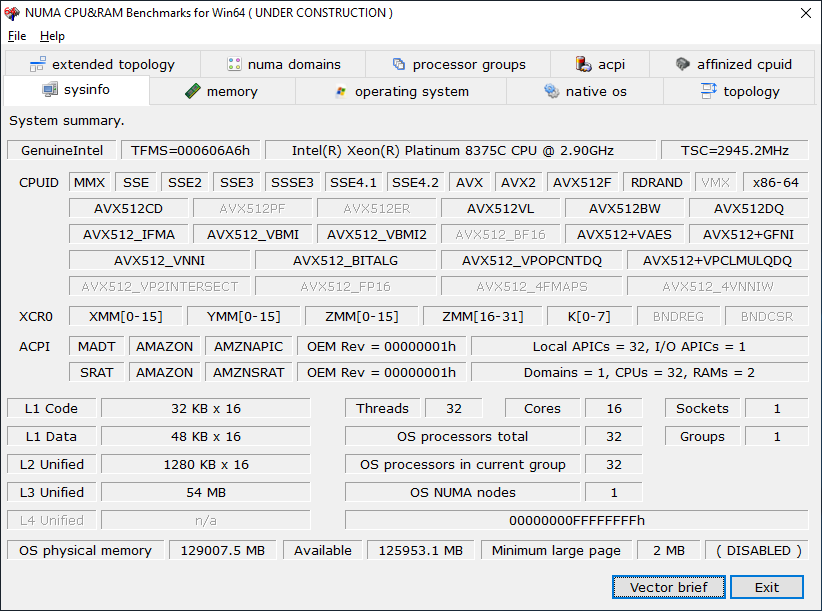 NUMA CPU&RAM Benchmarks for Win64 ( UNDER CONSTRUCTION )
File Help
extended topology numa domains processor groups acpi affinized cpuid
sysinfo memory operating system native os topology
System summary.
GenuineIntel TFMS=000606A6h Intel(R) Xeon(R) Platinum 8375C CPU @ 2.90GHz TSC=2945.2MHz
CPUID MMX SSE SSE2 SSE3 SSSE3 SSE4.1 SSE4.2 AVX AVX2 AVX512F RDRAND VMX x86-64
AVX512CD AVX512PF AVX512ER AVX512VL AVX512BW AVX512DQ
AVX512_IFMA AVX512_VBMI AVX512_VBMI2 AVX512_BF16 AVX512+VAES AVX512+GFNI
AVX512_VNNI AVX512_BITALG AVX512_VPOPCNTDQ AVX512+VPCLMULQDQ
AVX512_VP2INTERSECT AVX512_FP16 AVX512_4FMAPS AVX512_4VNNIW
XCR0 XMM[0-15] YMM[0-15] ZMM[0-15] ZMM[16-31] K[0-7] BNDREG BNDCSR
ACPI MADT AMAZON AMZNAPIC OEM Rev = 00000001h Local APICs = 32, I/O APICs = 1
SRAT AMAZON AMZNSRAT OEM Rev = 00000001h Domains = 1, CPUs = 32, RAMs = 2
L1 Code 32 KB x 16 Threads 32 Cores 16 Sockets 1
L1 Data 48 KB x 16 OS processors total 32 Groups 1
L2 Unified 1280 KB x 16 OS processors in current group 32
L3 Unified 54 MB OS NUMA nodes 1
L4 Unified n/a 00000000FFFFFFFFh
OS physical memory 129007.5 MB Available 125953.1 MB Minimum large page 2 MB ( DISABLED )
Vector brief Exit